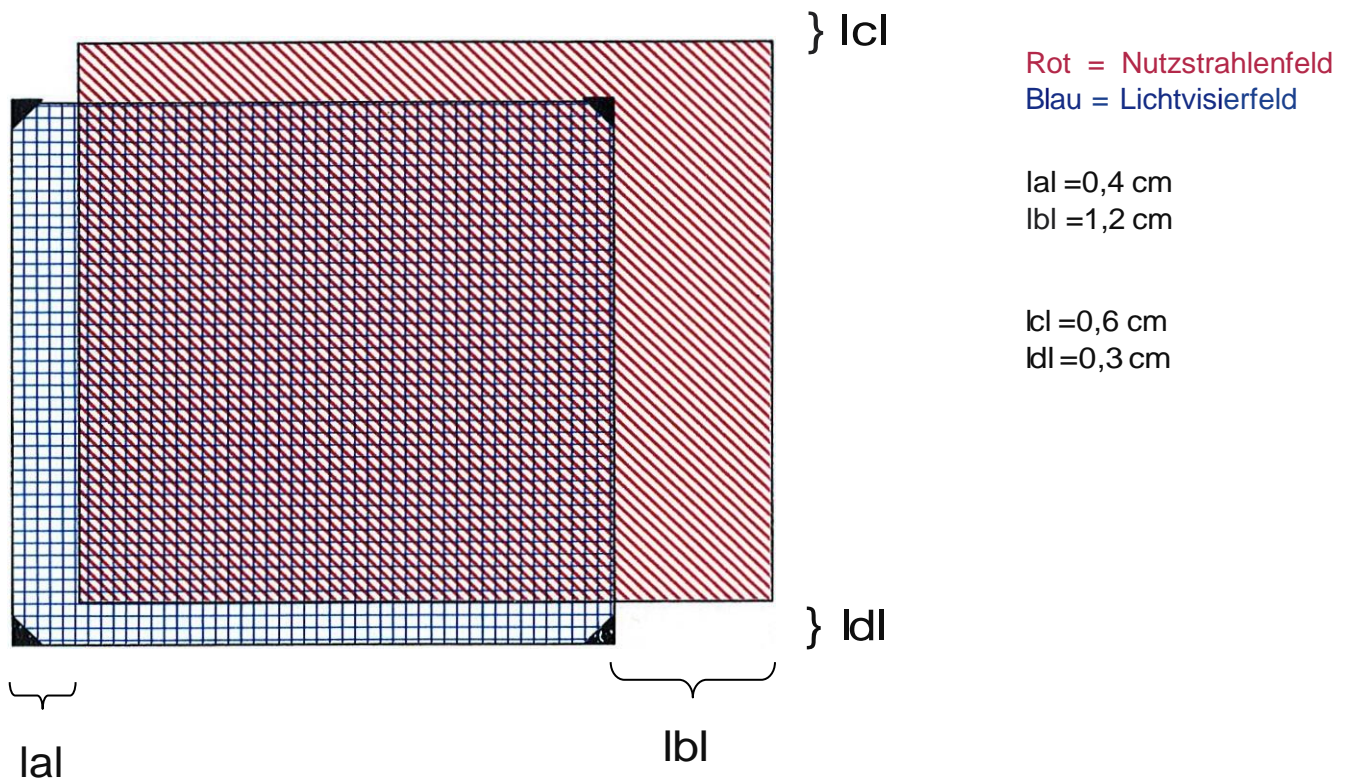 } lcl
Rot = Nutzstrahlenfeld
Blau = Lichtvisierfeld
lal =0,4 cm
lbl =1,2 cm
lcl =0,6 cm
ldl =0,3 cm
} ldl
lal
lbl